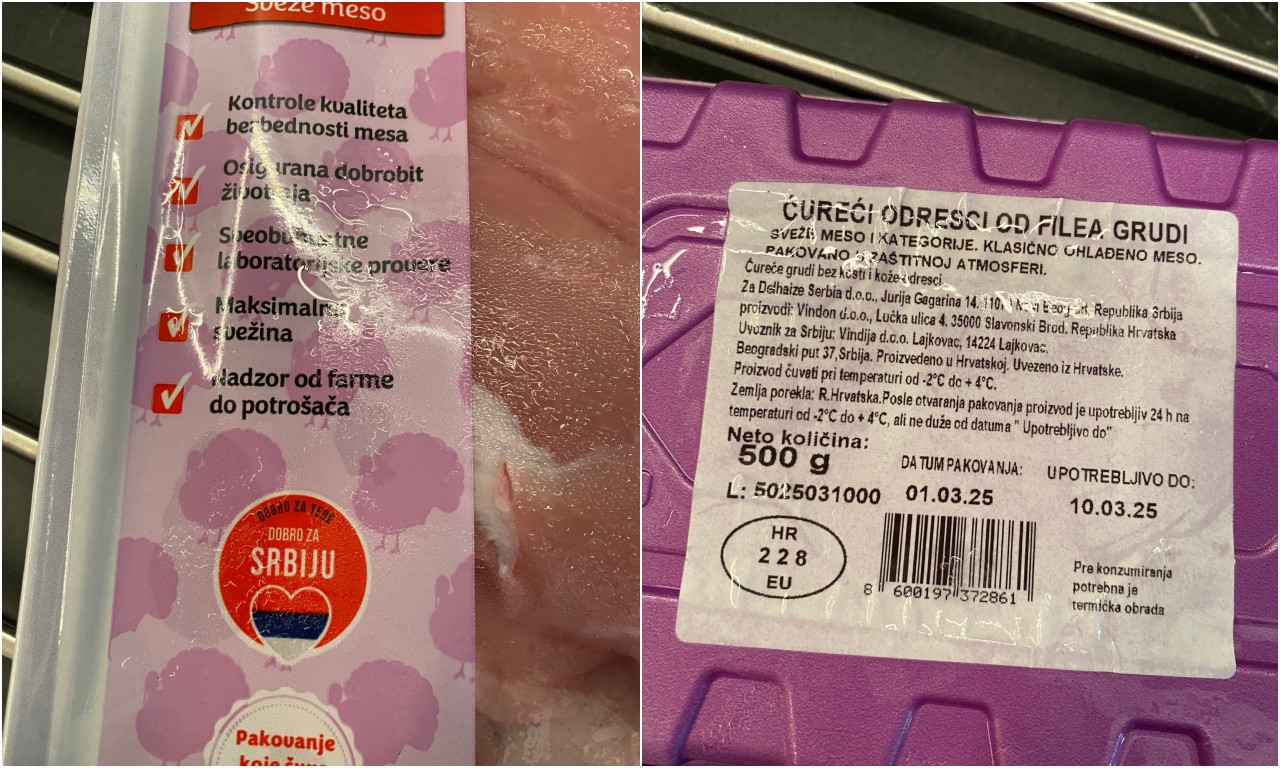 Sveže meso
Kontrole kvaliteta
bezbednosti mesa
Osigurana dobrobit
životinja
Sveobuhvatne
laboratorijske provere
Maksimalna
svežina
Nadzor od farme
do potrošača
DOBRO ZA TEBE
DOBRO ZA
SRBIJU
Pakovanje
koje čuva
ĆUREĆI ODRESCI OD FILEA GRUDI
SVEŽE MESO I KATEGORIJE. KLASIČNO OHLAĐENO MESO.
PAKOVANO U ZAŠTITNOJ ATMOSFERI.
Ćureće grudi bez kosti i kože-odresci
Za Delhaize Serbia d.o.o., Jurija Gagarina 14, 11070 Novi Beograd, Republika Srbija
proizvodi: Vindon d.o.o., Lučka ulica 4, 35000 Slavonski Brod, Republika Hrvatska
Uvoznik za Srbiju: Vindija d.o.o. Lajkovac, 14224 Lajkovac,
Beogradski put 37,Srbija. Proizvedeno u Hrvatskoj. Uvezeno iz Hrvatske.
Proizvod čuvati pri temperaturi od -2°C do + 4°C.
Zemlja porekla: R.Hrvatska.Posle otvaranja pakovanja proizvod je upotrebljiv 24 h na
temperaturi od -2°C do + 4°C, ali ne duže od datuma " Upotrebljivo do"
Neto količina:
500 g
DATUM PAKOVANJA:
UPOTREBLJIVO DO:
L: 5025031000
01.03.25
10.03.25
HR
228
EU
8 600197 372861
Pre konzumiranja
potrebna je
termička obrada